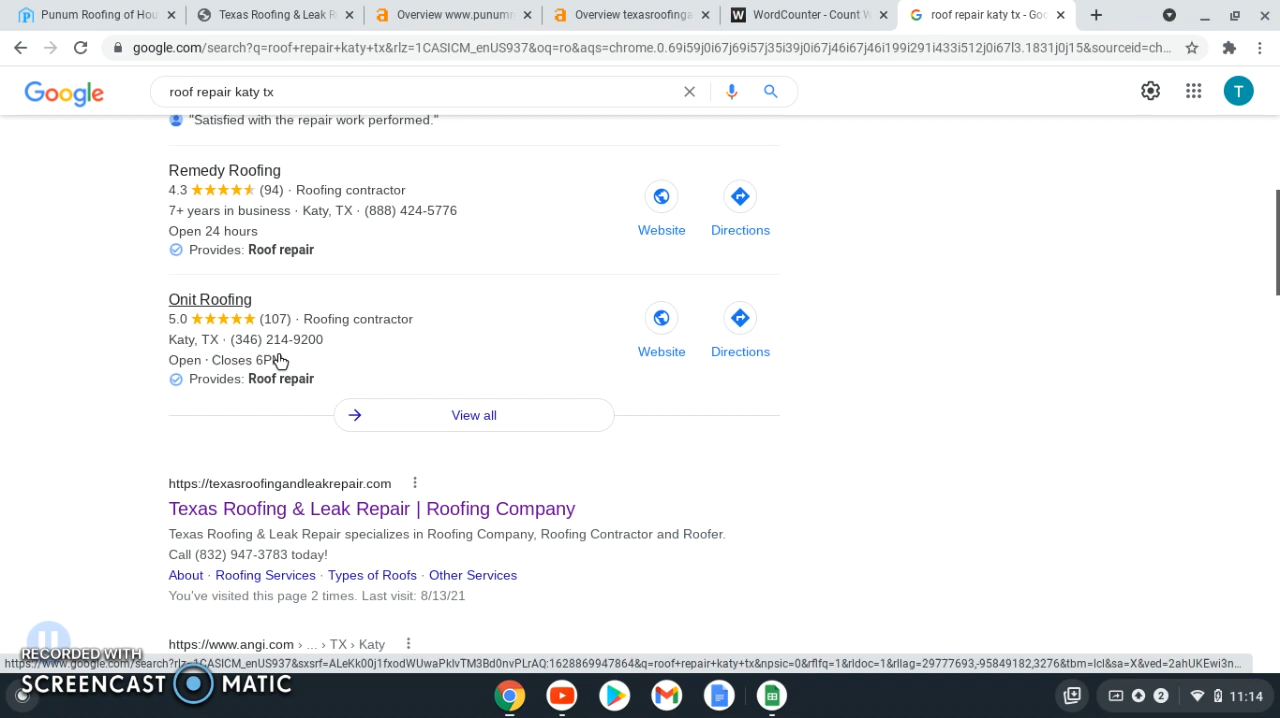 Punum Roofing of Hou
Texas Roofing & Leak R
Overview www.punumr
Overview texasroofinga
WordCounter - Count W
roof repair katy tx - Goo
google.com/search?q=roof+repair+katy+tx&rlz=1CASICM_enUS937&oq=ro&aqs=chrome.0.69i59j0i67j69i57j35i39j0i67j46i67j46i199i291i433i512j0i67l3.1831j0j15&sourceid=ch...
Google
roof repair katy tx
T
"Satisfied with the repair work performed."
Remedy Roofing
4.3 (94) · Roofing contractor
7+ years in business · Katy, TX · (888) 424-5776
Open 24 hours
Provides: Roof repair
Website
Directions
Onit Roofing
5.0 (107) · Roofing contractor
Katy, TX · (346) 214-9200
Open · Closes 6PM
Provides: Roof repair
Website
Directions
View all
https://texasroofingandleakrepair.com
Texas Roofing & Leak Repair | Roofing Company
Texas Roofing & Leak Repair specializes in Roofing Company, Roofing Contractor and Roofer.
Call (832) 947-3783 today!
About · Roofing Services · Types of Roofs · Other Services
You've visited this page 2 times. Last visit: 8/13/21
https://www.angi.com › ... › TX › Katy
RECORDED WITH
SCREENCAST MATIC
2
11:14